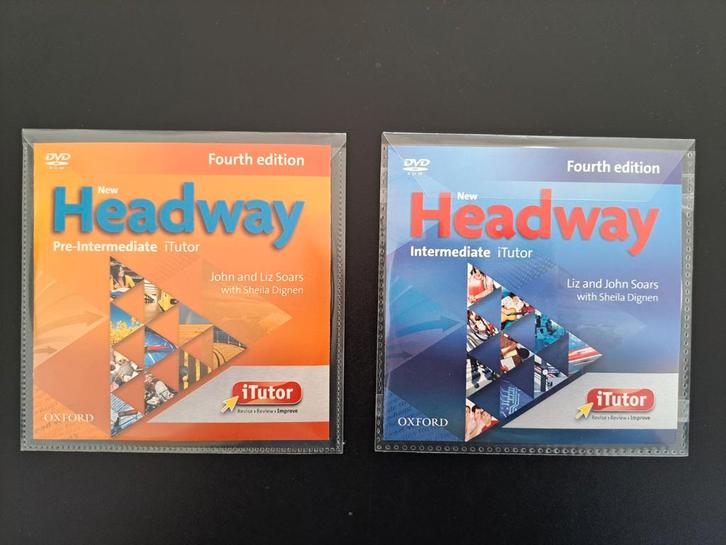 DVD
ROM
Fourth edition
New
Headway
Pre-Intermediate iTutor
John and Liz Soars
with Sheila Dignen
iTutor
Revise • Review • Improve
OXFORD
DVD
ROM
Fourth edition
New
Headway
Intermediate iTutor
Liz and John Soars
with Sheila Dignen
iTutor
Revise • Review • Improve
OXFORD